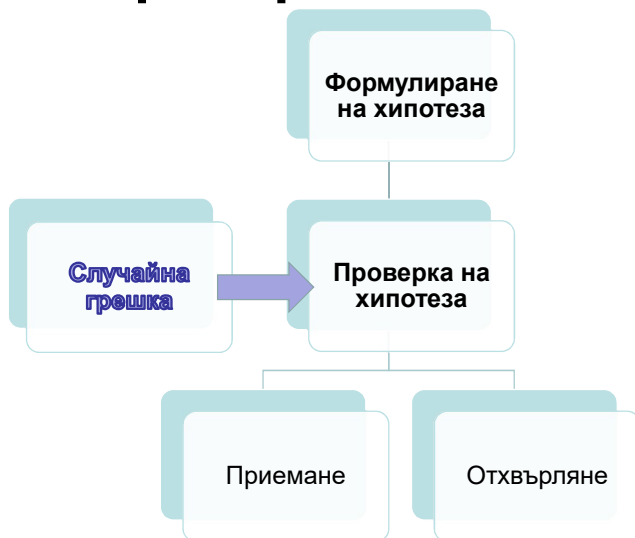 Формулиране
на хипотеза
Случайна
грешка
Проверка на
хипотеза
Приемане
Отхвърляне